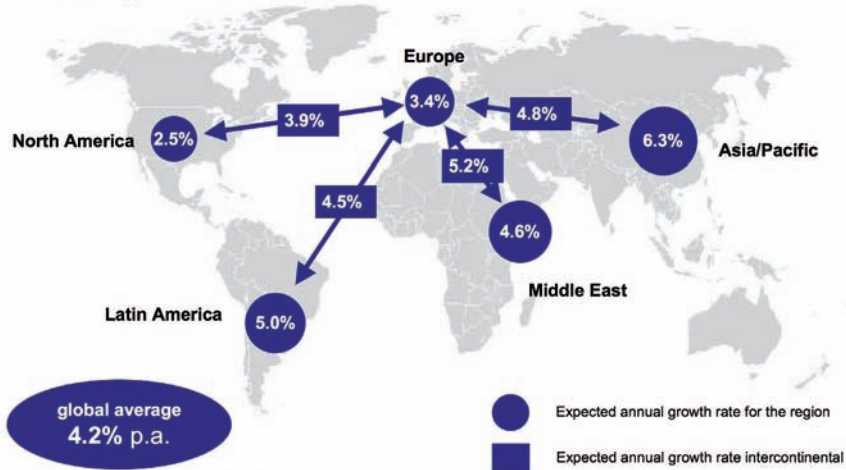 Europe
3.4%
3.9%
4.8%
North America
2.5%
6.3%
Asia/Pacific
5.2%
4.5%
4.6%
Middle East
Latin America
5.0%
global average
4.2% p.a.
Expected annual growth rate for the region
Expected annual growth rate intercontinental